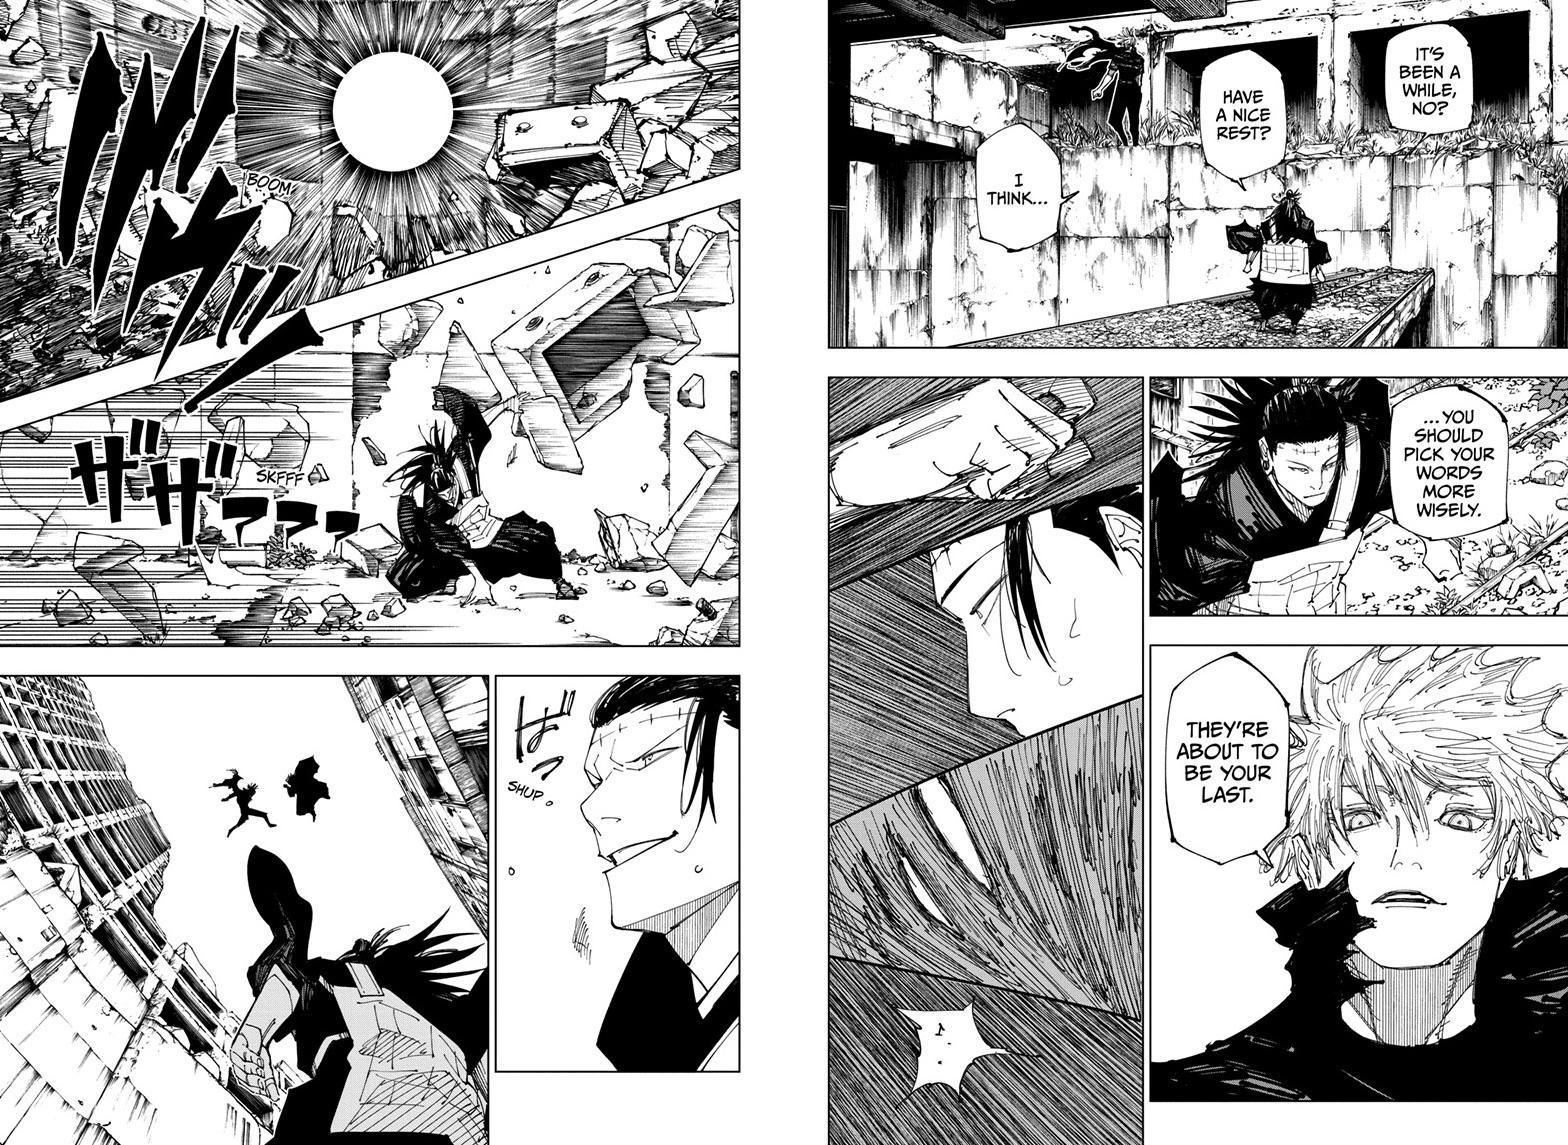 IT'S
BEEN A
WHILE,
NO?
HAVE
A NICE
REST?
I
THINK...
...YOU
SHOULD
PICK YOUR
WORDS
MORE
WISELY.
THEY'RE
ABOUT TO
BE YOUR
LAST.
BOOM
ザザァァァ
SKFFF
ばっ
SHUP